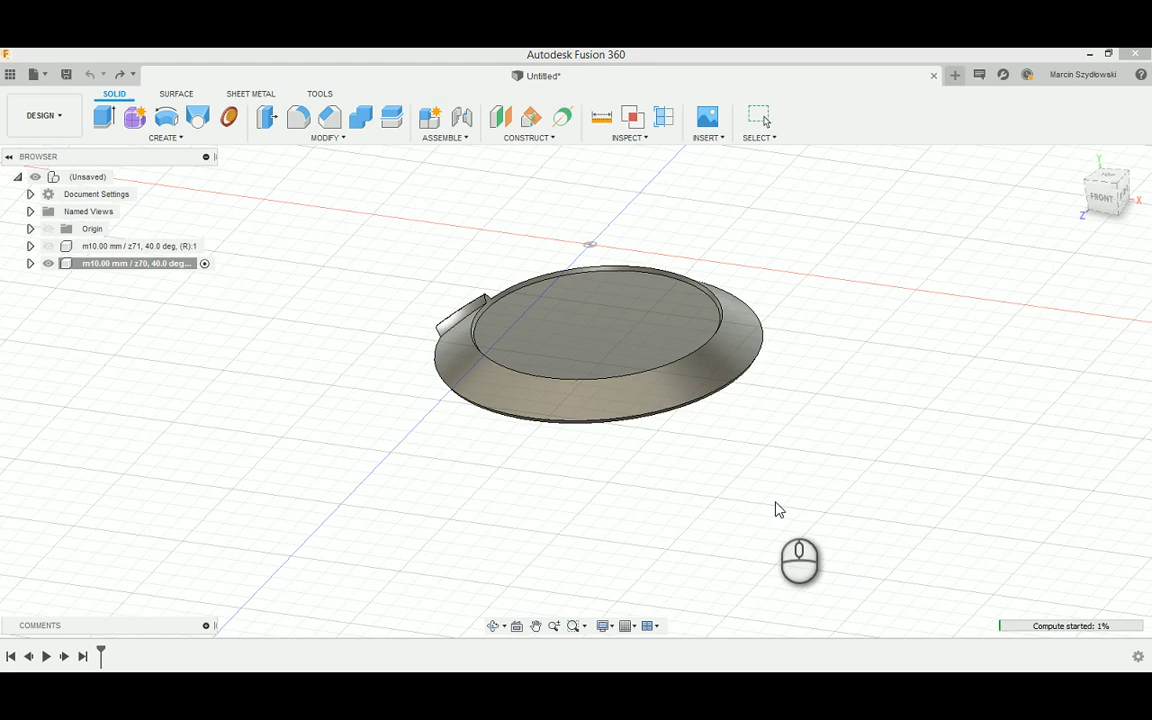 Autodesk Fusion 360
Untitled*
Marcin Szydłowski
SOLID SURFACE SHEET METAL TOOLS
DESIGN
CREATE MODIFY ASSEMBLE CONSTRUCT INSPECT INSERT SELECT
BROWSER
(Unsaved)
Document Settings
Named Views
Origin
m10.00 mm / z71, 40.0 deg, (R):1
m10.00 mm / z70, 40.0 deg...
Y
FRONT
X
Z
COMMENTS
Compute started: 1%